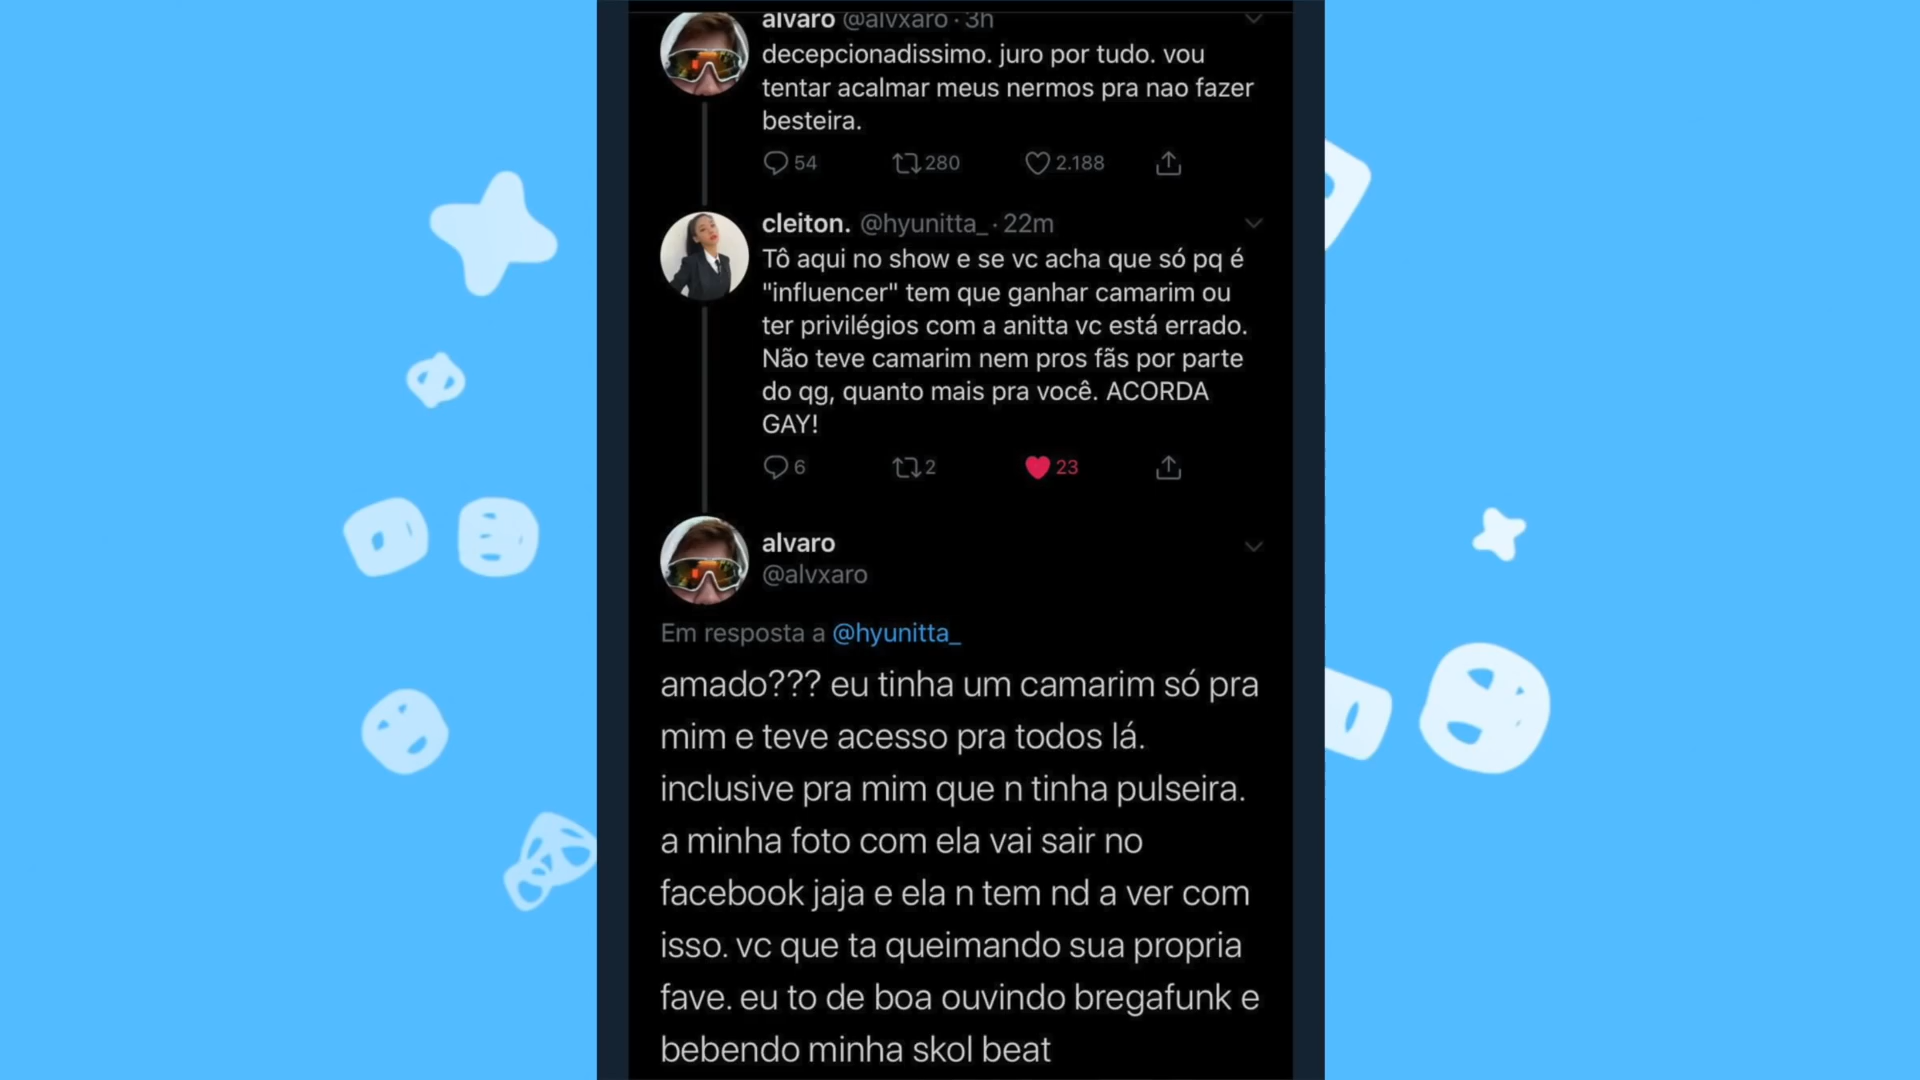 alvaro @alvxaro · 3h
decepcionadissimo. juro por tudo. vou
tentar acalmar meus nermos pra nao fazer
besteira.
54 280 2.188
cleiton. @hyunitta_ · 22m
Tô aqui no show e se vc acha que só pq é
"influencer" tem que ganhar camarim ou
ter privilégios com a anitta vc está errado.
Não teve camarim nem pros fãs por parte
do qg, quanto mais pra você. ACORDA
GAY!
6 2 23
alvaro
@alvxaro
Em resposta a @hyunitta_
amado??? eu tinha um camarim só pra
mim e teve acesso pra todos lá.
inclusive pra mim que n tinha pulseira.
a minha foto com ela vai sair no
facebook jaja e ela n tem nd a ver com
isso. vc que ta queimando sua propria
fave. eu to de boa ouvindo bregafunk e
bebendo minha skol beat